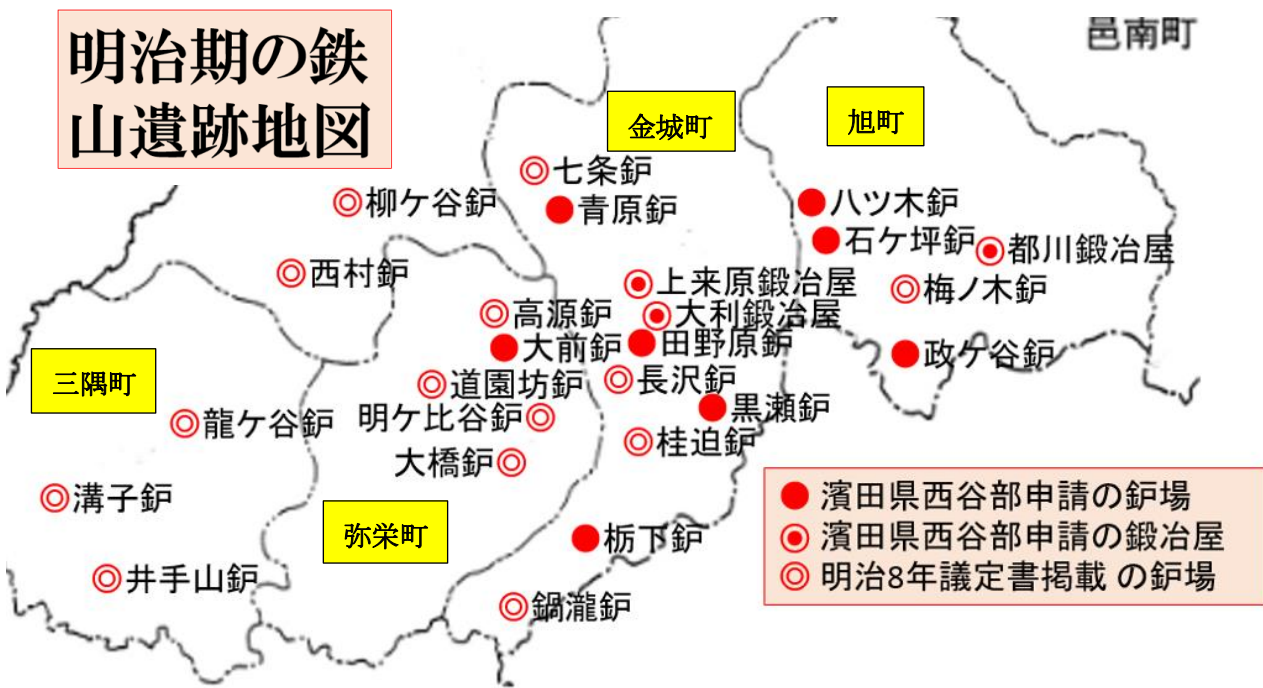 明治期の鉄
山遺跡地図
邑南町
金城町
旭町
七条鈩
柳ケ谷鈩
青原鈩
八ツ木鈩
石ケ坪鈩
都川鍛冶屋
西村鈩
上来原鍛冶屋
梅ノ木鈩
高源鈩
大利鍛冶屋
大前鈩
田野原鈩
政ケ谷鈩
三隅町
道園坊鈩
長沢鈩
龍ケ谷鈩
明ケ比谷鈩
黒瀬鈩
大橋鈩
桂迫鈩
溝子鈩
弥栄町
栃下鈩
井手山鈩
鍋瀧鈩
濱田県西谷部申請の鈩場
濱田県西谷部申請の鍛冶屋
明治8年議定書掲載 の鈩場